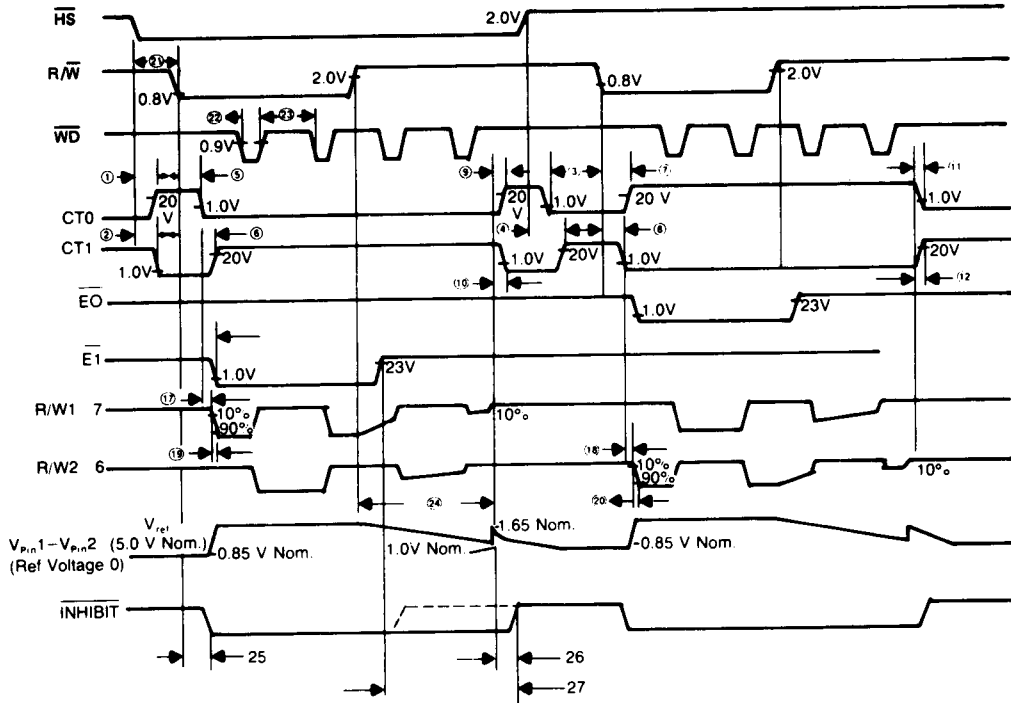 HS
2.0V
㉑
R/W
2.0V
0.8V
2.0V
0.8V
㉒
㉓
WD
0.9V
①
⑤
⑨
⑬
⑦
⑪
CT0
20
V
1.0V
20
V
1.0V
20 V
1.0V
②
⑥
④
⑧
CT1
1.0V
20V
1.0V
20V
1.0V
20V
⑩
⑫
EO
1.0V
23V
E1
1.0V
23V
⑰
R/W1 7
10%
90%
10%
⑲
⑱
R/W2 6
10%
90%
10%
㉔
⑳
Vref
-1.65 Nom.
VPin1–VPin2 (5.0 V Nom.)
-0.85 V Nom.
1.0V Nom.
-0.85 V Nom.
(Ref Voltage 0)
INHIBIT
25
26
27